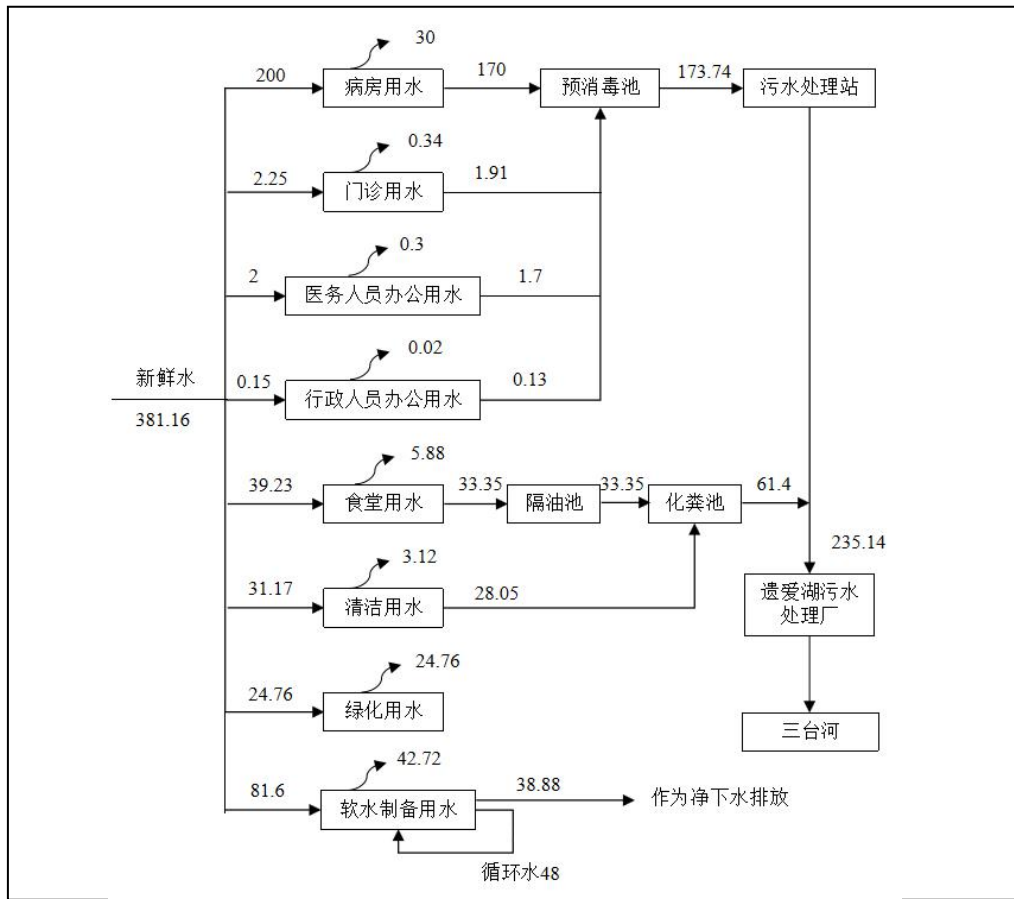 30
200
病房用水
170
预消毒池
173.74
污水处理站
0.34
2.25
门诊用水
1.91
0.3
2
医务人员办公用水
1.7
新鲜水
381.16
0.02
0.15
行政人员办公用水
0.13
5.88
39.23
食堂用水
33.35
隔油池
33.35
化粪池
61.4
235.14
3.12
31.17
清洁用水
28.05
遗爱湖污水
处理厂
24.76
24.76
绿化用水
三台河
42.72
81.6
软水制备用水
38.88
作为净下水排放
循环水48